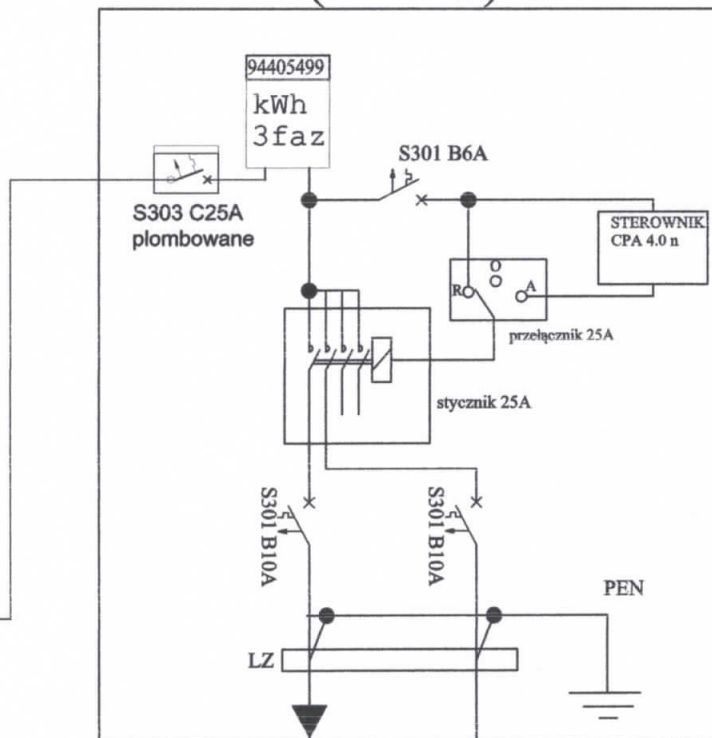 94405499
kWh
3faz
S301 B6A
S303 C25A
plombowane
STEROWNIK
CPA 4.0 n
O
R
A
przełącznik 25A
stycznik 25A
S301 B10A
S301 B10A
PEN
LZ